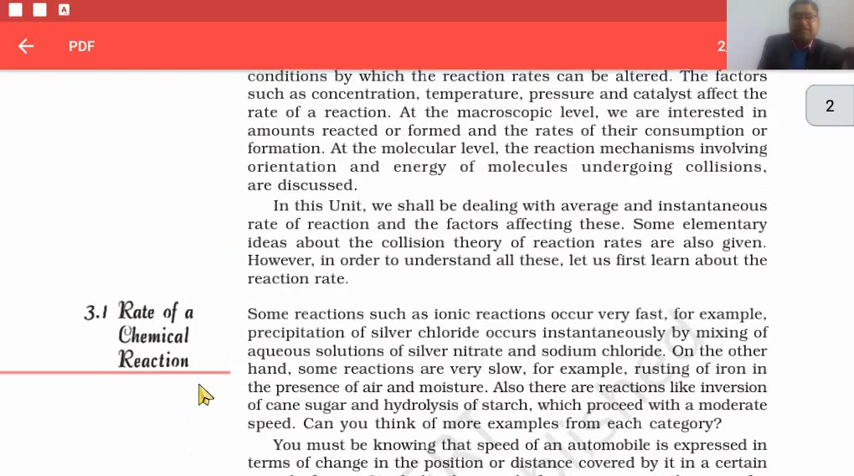 A
PDF
2
2
conditions by which the reaction rates can be altered. The factors
such as concentration, temperature, pressure and catalyst affect the
rate of a reaction. At the macroscopic level, we are interested in
amounts reacted or formed and the rates of their consumption or
formation. At the molecular level, the reaction mechanisms involving
orientation and energy of molecules undergoing collisions,
are discussed.
In this Unit, we shall be dealing with average and instantaneous
rate of reaction and the factors affecting these. Some elementary
ideas about the collision theory of reaction rates are also given.
However, in order to understand all these, let us first learn about the
reaction rate.
3.1 Rate of a
Chemical
Reaction
Some reactions such as ionic reactions occur very fast, for example,
precipitation of silver chloride occurs instantaneously by mixing of
aqueous solutions of silver nitrate and sodium chloride. On the other
hand, some reactions are very slow, for example, rusting of iron in
the presence of air and moisture. Also there are reactions like inversion
of cane sugar and hydrolysis of starch, which proceed with a moderate
speed. Can you think of more examples from each category?
You must be knowing that speed of an automobile is expressed in
terms of change in the position or distance covered by it in a certain